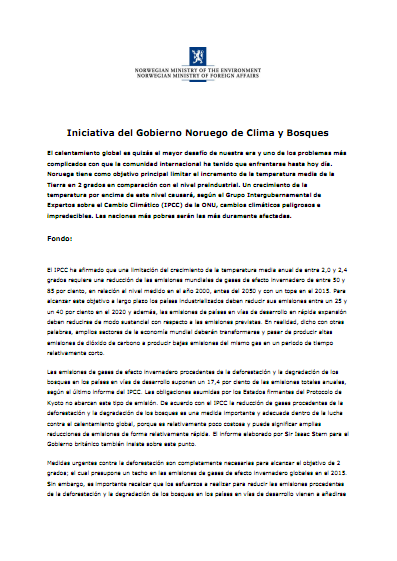 NORWEGIAN MINISTRY OF THE ENVIRONMENT
NORWEGIAN MINISTRY OF FOREIGN AFFAIRS
Iniciativa del Gobierno Noruego de Clima y Bosques
El calentamiento global es quizás el mayor desafío de nuestra era y uno de los problemas más
complicados con que la comunidad internacional ha tenido que enfrentarse hasta hoy día.
Noruega tiene como objetivo principal limitar el incremento de la temperatura media de la
Tierra en 2 grados en comparación con el nivel preindustrial. Un crecimiento de la
temperatura por encima de este nivel causará, según el Grupo Intergubernamental de
Expertos sobre el Cambio Climático (IPCC) de la ONU, cambios climáticos peligrosos e
impredecibles. Las naciones más pobres serán las más duramente afectadas.
Fondo:
El IPCC ha afirmado que una limitación del crecimiento de la temperatura media anual de entre 2,0 y 2,4
grados requiere una reducción de las emisiones mundiales de gases de efecto invernadero de entre 50 y
85 por ciento, en relación al nivel medido en el año 2000, antes del 2050 y con un tope en el 2015. Para
alcanzar este objetivo a largo plazo los países industrializados deben reducir sus emisiones entre un 25 y
un 40 por ciento en el 2020 y además, las emisiones de países en vías de desarrollo en rápida expansión
deben reducirse de modo sustancial con respecto a las emisiones previstas. En realidad, dicho con otras
palabras, amplios sectores de la economía mundial deberán transformarse y pasar de producir altas
emisiones de dióxido de carbono a producir bajas emisiones del mismo gas en un periodo de tiempo
relativamente corto.
Las emisiones de gases de efecto invernadero procedentes de la deforestación y la degradación de los
bosques en los países en vías de desarrollo suponen un 17,4 por ciento de las emisiones totales anuales,
según el último informe del IPCC. Las obligaciones asumidas por los Estados firmantes del Protocolo de
Kyoto no abarcan este tipo de emisión. De acuerdo con el IPCC la reducción de gases procedentes de la
deforestación y la degradación de los bosques es una medida importante y adecuada dentro de la lucha
contra el calentamiento global, porque es relativamente poco costosa y puede significar amplias
reducciones de emisiones de forma relativamente rápida. El informe elaborado por Sir Isaac Stern para el
Gobierno británico también insiste sobre este punto.
Medidas urgentes contra la deforestación son completamente necesarias para alcanzar el objetivo de 2
grados; el cual presupone un techo en las emisiones de gases de efecto invernadero globales en el 2015.
Sin embargo, es importante recalcar que los esfuerzos a realizar para reducir las emisiones procedentes
de la deforestación y la degradación de los bosques en los países en vías de desarrollo vienen a añadirse